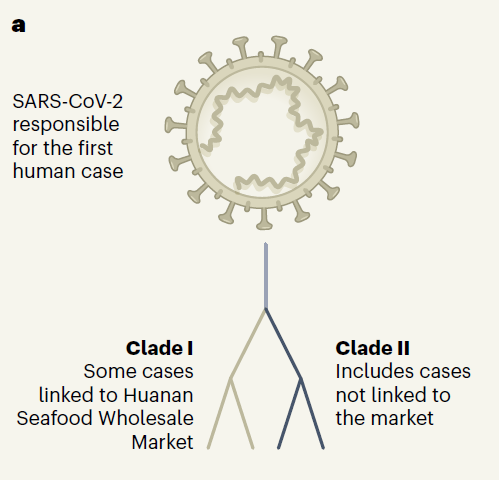 a
SARS-CoV-2
responsible
for the first
human case
Clade I
Some cases
linked to Huanan
Seafood Wholesale
Market
Clade II
Includes cases
not linked to
the market